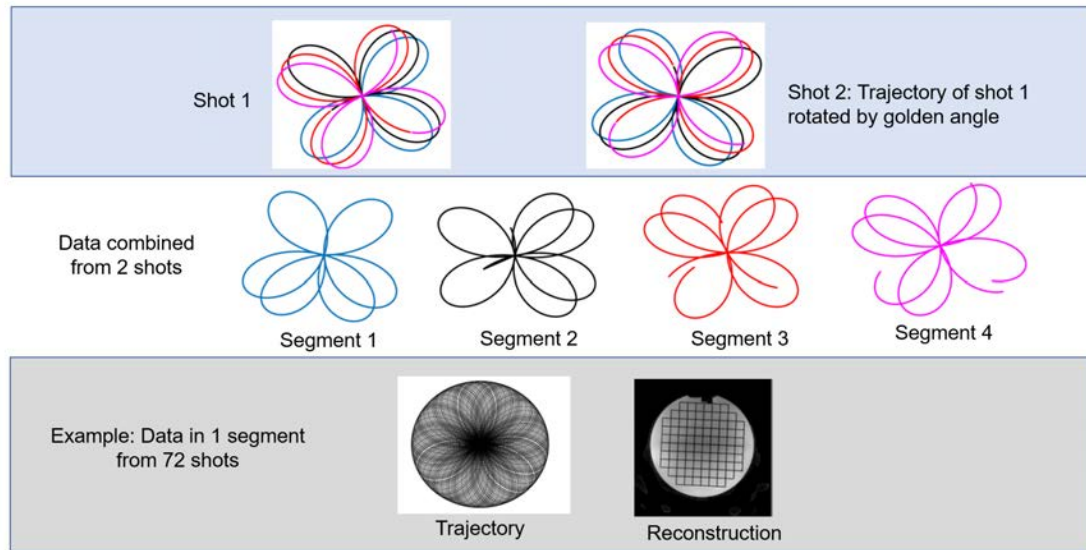 Shot 1
Shot 2: Trajectory of shot 1
rotated by golden angle
Data combined
from 2 shots
Segment 1
Segment 2
Segment 3
Segment 4
Example: Data in 1 segment
from 72 shots
Trajectory
Reconstruction